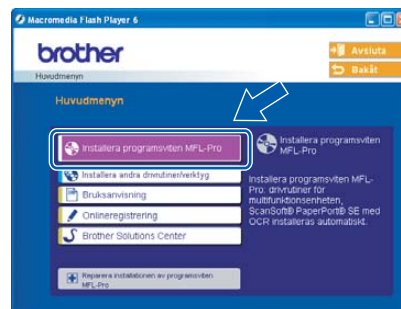 Macromedia Flash Player 6
brother
Avsluta
Bakåt
Huvudmenyn
Huvudmenyn
Installera programsviten MFL-Pro
Installera andra drivrutiner/verktyg
Bruksanvisning
Onlineregistrering
Brother Solutions Center
Reparera installationen av programsviten
MFL-Pro
Installera programsviten
MFL-Pro
Installera programsviten MFL-
Pro: drivrutiner för
multifunktionsenheten,
ScanSoft® PaperPort® SE med
OCR installeras automatiskt.